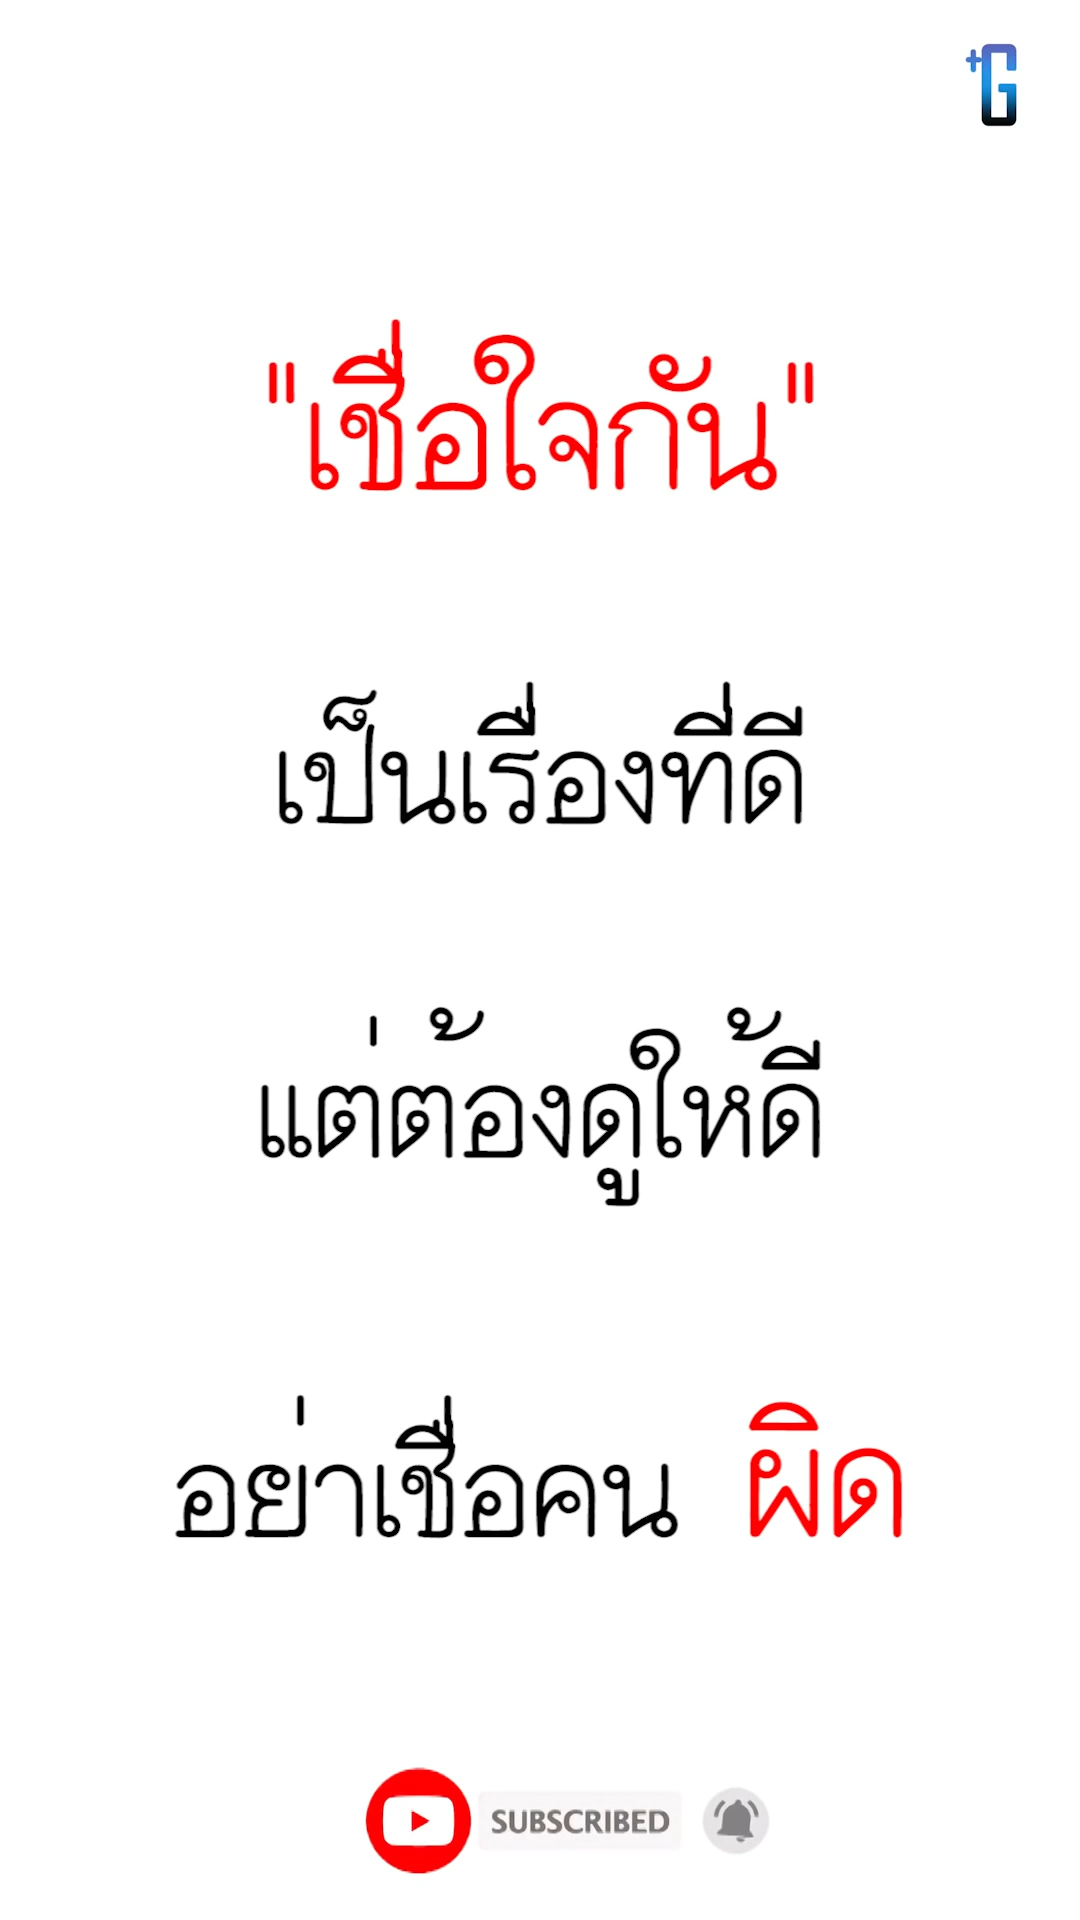 +G
"เชื่อใจกัน"
เป็นเรื่องที่ดี
แต่ต้องดูให้ดี
อย่าเชื่อคน ผิด
SUBSCRIBED